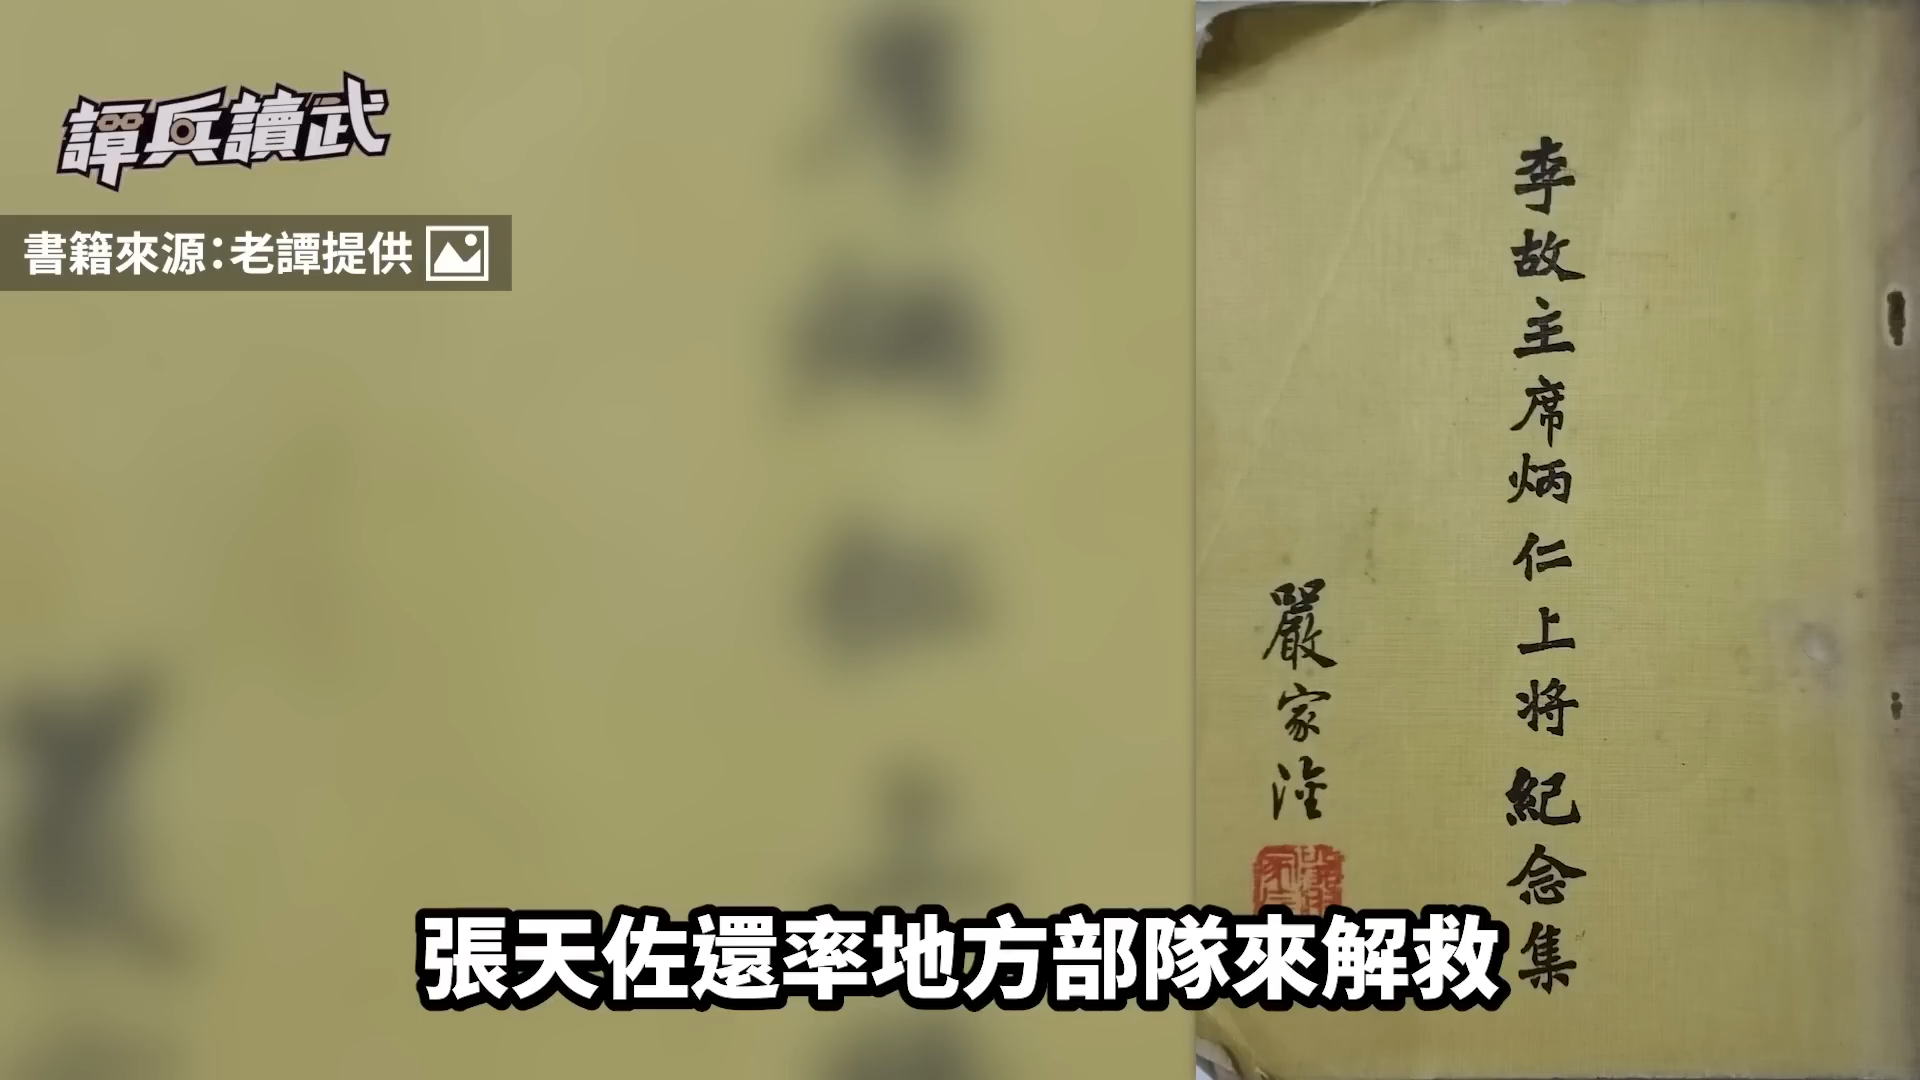 譚兵讀武
書籍來源：老譚提供
李故主席炳仁上將紀念集
嚴家淦
張天佐還率地方部隊來解救